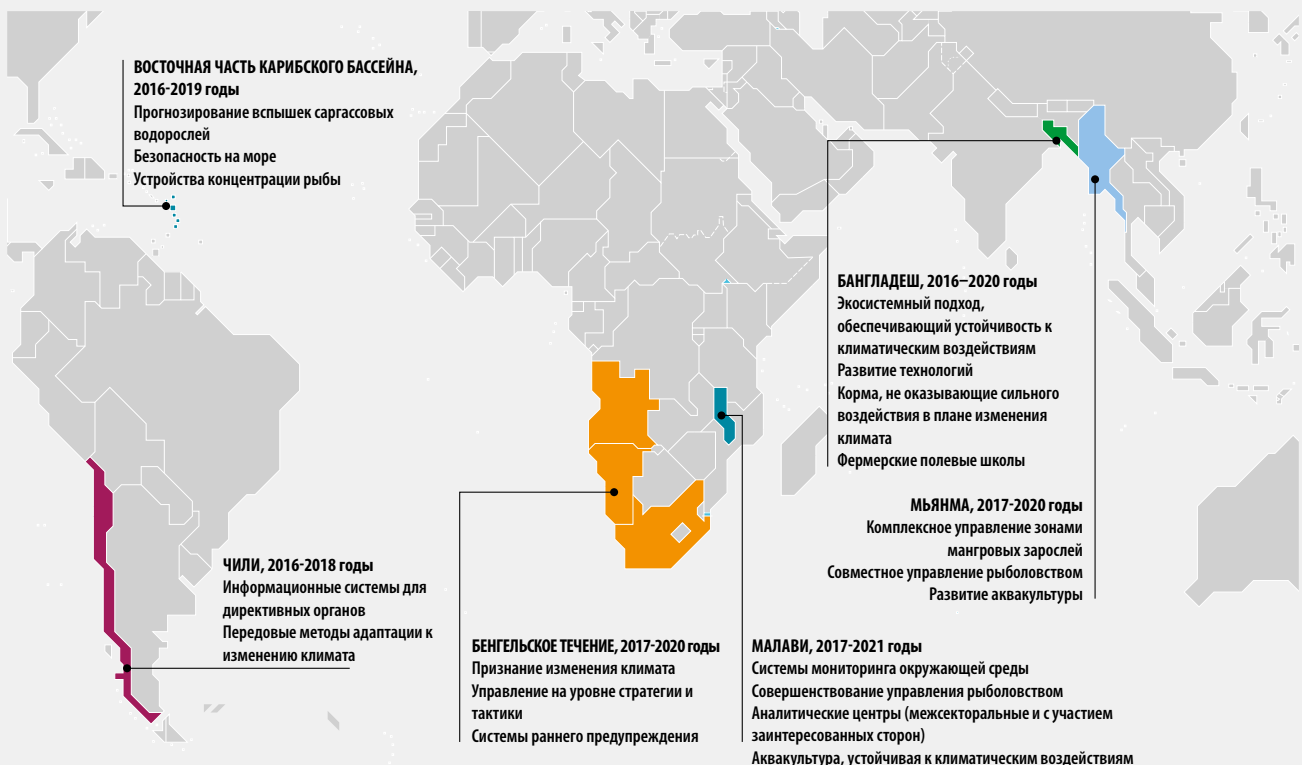 ВОСТОЧНАЯ ЧАСТЬ КАРИБСКОГО БАССЕЙНА,
2016-2019 годы
Прогнозирование вспышек саргассовых
водорослей
Безопасность на море
Устройства концентрации рыбы
БАНГЛАДЕШ, 2016–2020 годы
Экосистемный подход,
обеспечивающий устойчивость к
климатическим воздействиям
Развитие технологий
Корма, не оказывающие сильного
воздействия в плане изменения
климата
Фермерские полевые школы
МЬЯНМА, 2017-2020 годы
Комплексное управление зонами
мангровых зарослей
Совместное управление рыболовством
Развитие аквакультуры
ЧИЛИ, 2016-2018 годы
Информационные системы для
директивных органов
Передовые методы адаптации к
изменению климата
БЕНГЕЛЬСКОЕ ТЕЧЕНИЕ, 2017-2020 годы
Признание изменения климата
Управление на уровне стратегии и
тактики
Системы раннего предупреждения
МАЛАВИ, 2017-2021 годы
Системы мониторинга окружающей среды
Совершенствование управления рыболовством
Аналитические центры (межсекторальные и с участием
заинтересованных сторон)
Аквакультура, устойчивая к климатическим воздействиям